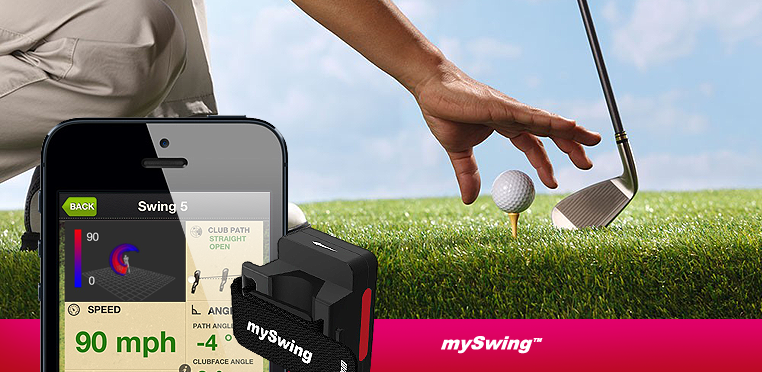 BACK
Swing 5
90
0
CLUB PATH
STRAIGHT
OPEN
SPEED
90 mph
PATH ANGLE
-4 °
CLUBFACE ANGLE
mySwing
mySwing™